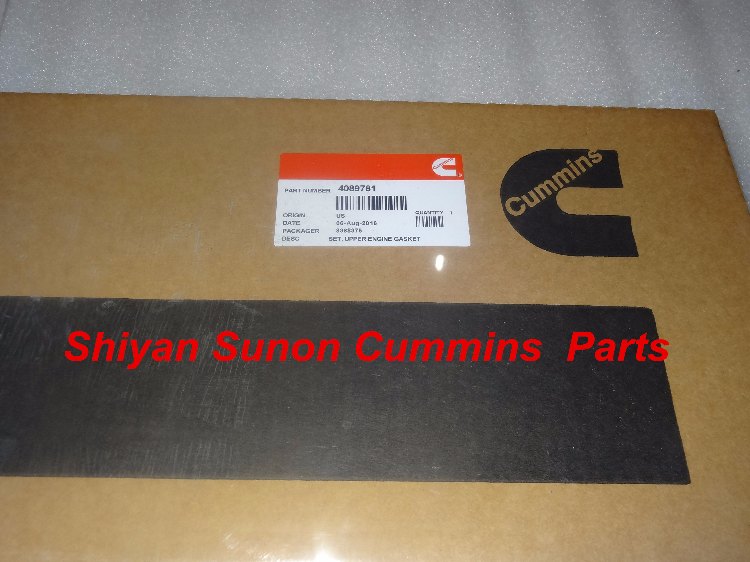 Cummins
PART NUMBER 4089781
ORIGIN US QUANTITY 1
DATE 06-Aug-2016
PACKAGER
DESC SET, UPPER ENGINE GASKET
Shiyan Sunon Cummins Parts